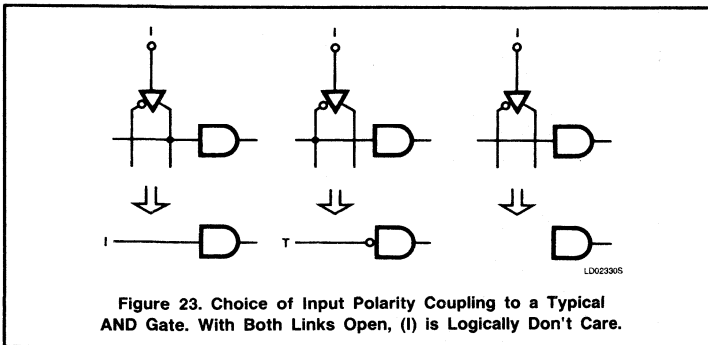 I I I
I T
LD02330S
Figure 23. Choice of Input Polarity Coupling to a Typical
AND Gate. With Both Links Open, (I) is Logically Don't Care.